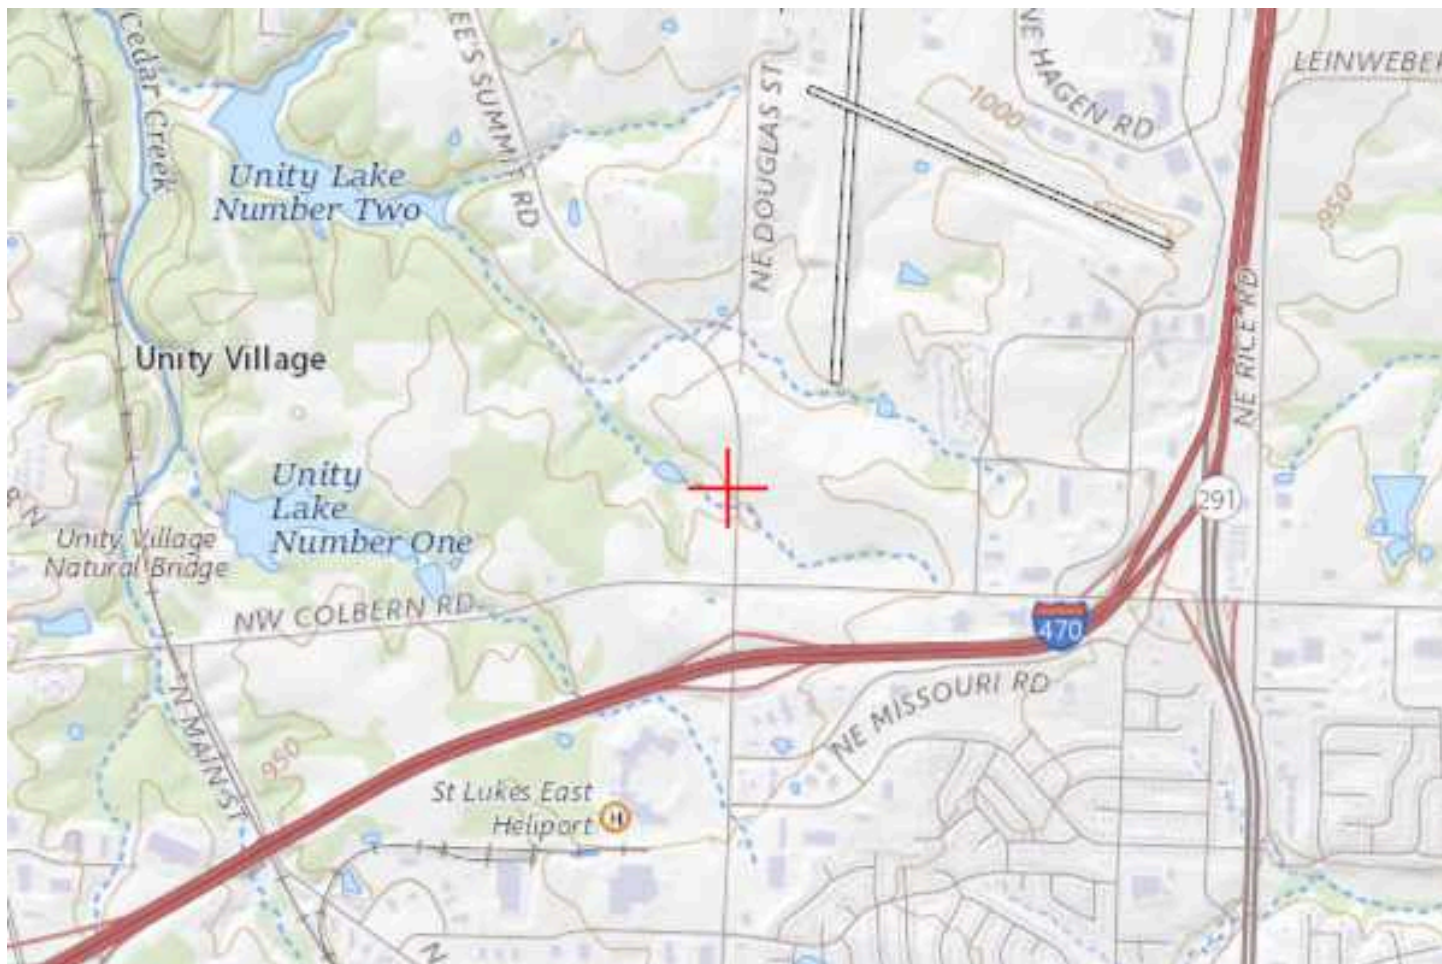 Cedar Creek
EE'S SUMMIT RD
NE DOUGLAS ST
NE HAGEN RD
LEINWEBER
1000
Unity Lake
Number Two
950
NE RICE RD
Unity Village
Unity
Lake
Number One
291
Unity Village
Natural Bridge
NW COLBERN RD
470
N MAIN ST
950
NE MISSOURI RD
St Lukes East
Heliport
H
N